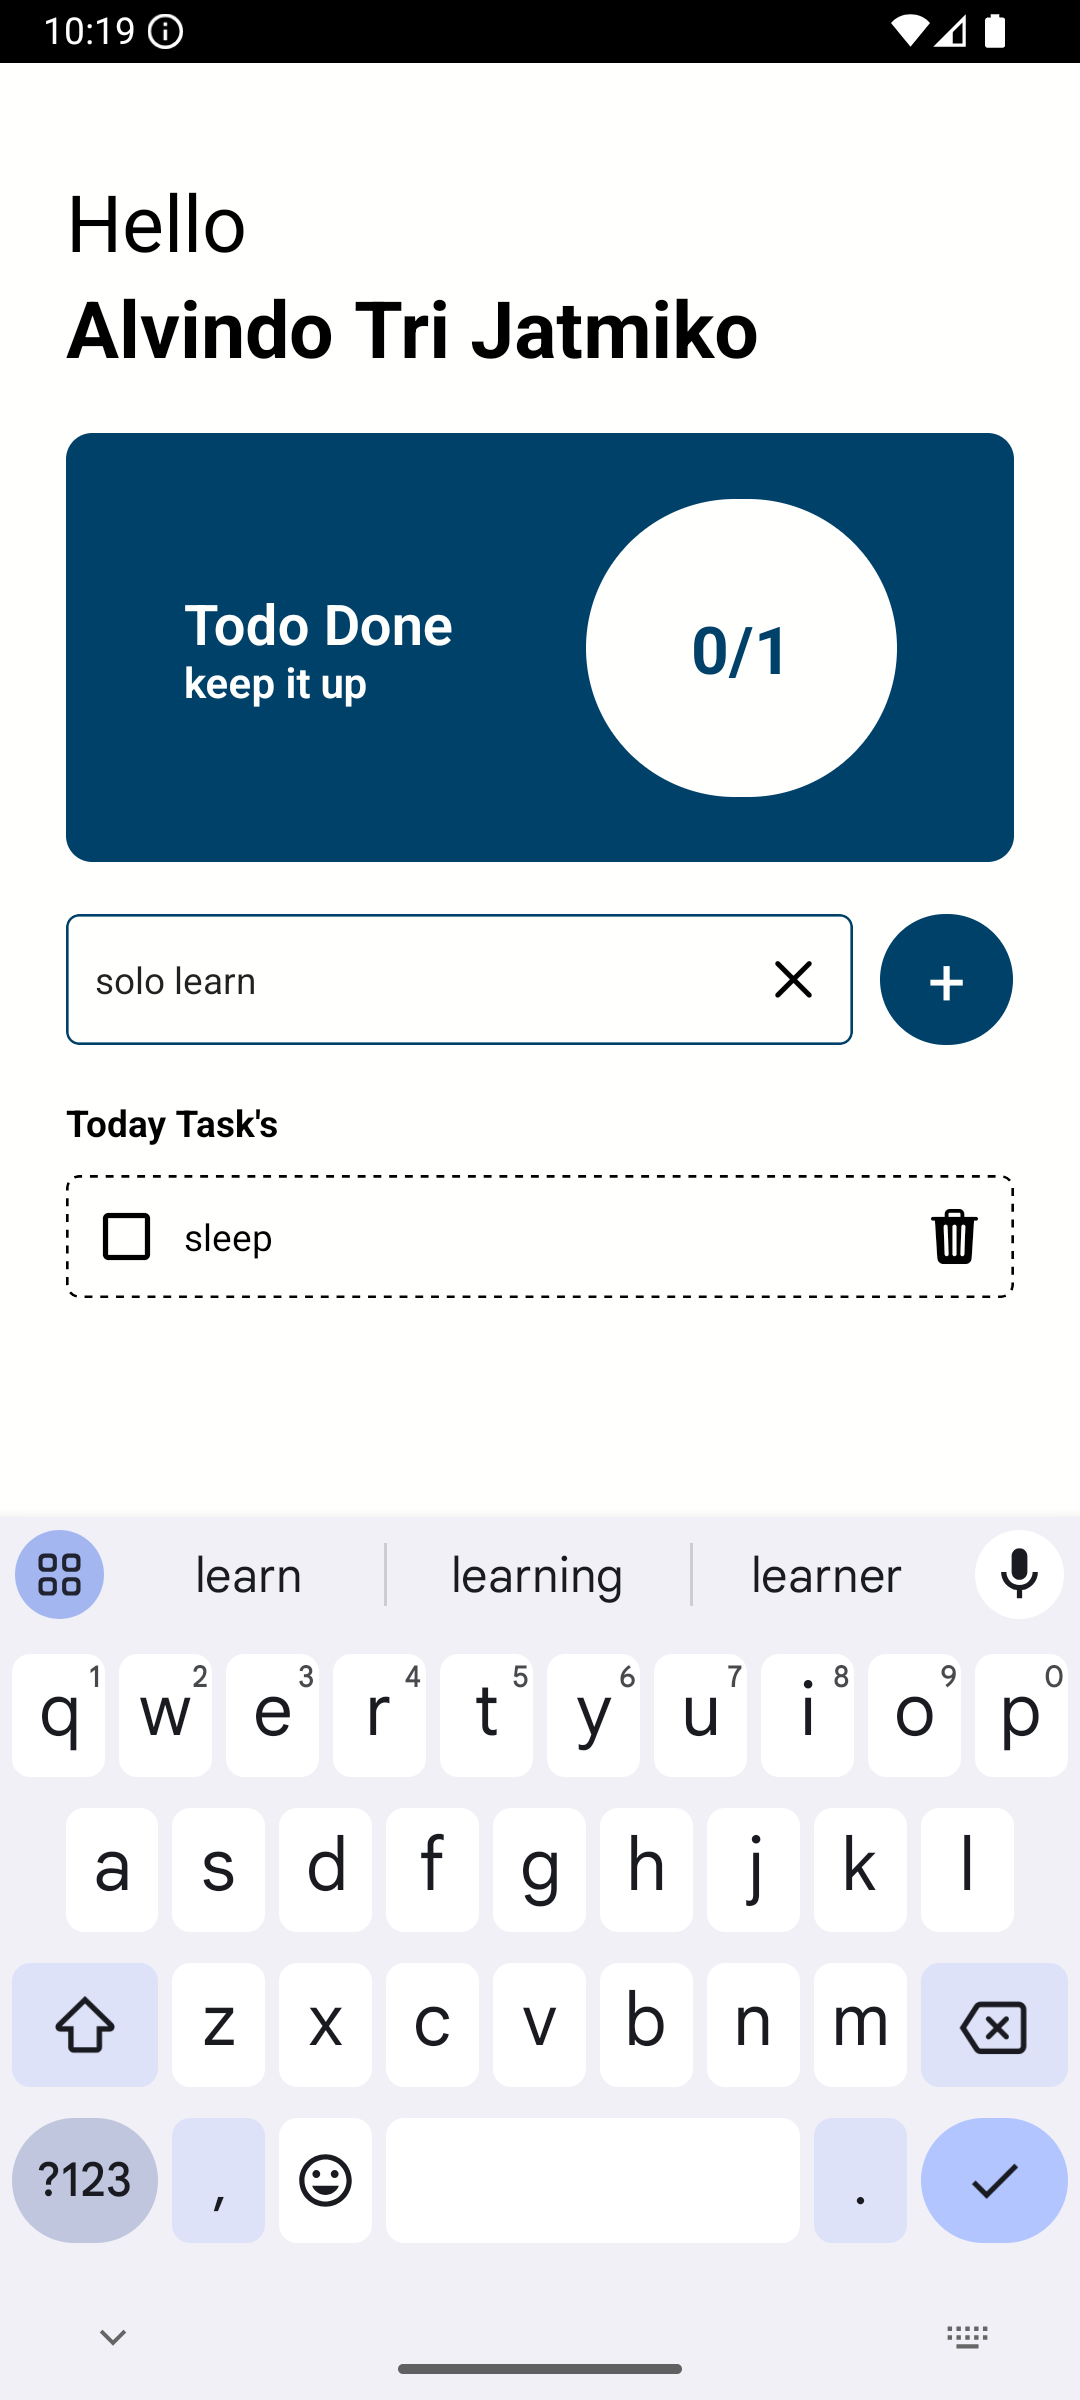 10:19
Hello
Alvindo Tri Jatmiko
Todo Done
keep it up
0/1
solo learn
+
Today Task's
sleep
learn learning learner
q1 w2 e3 r4 t5 y6 u7 i8 o9 p0
a s d f g h j k l
z x c v b n m
?123 , .